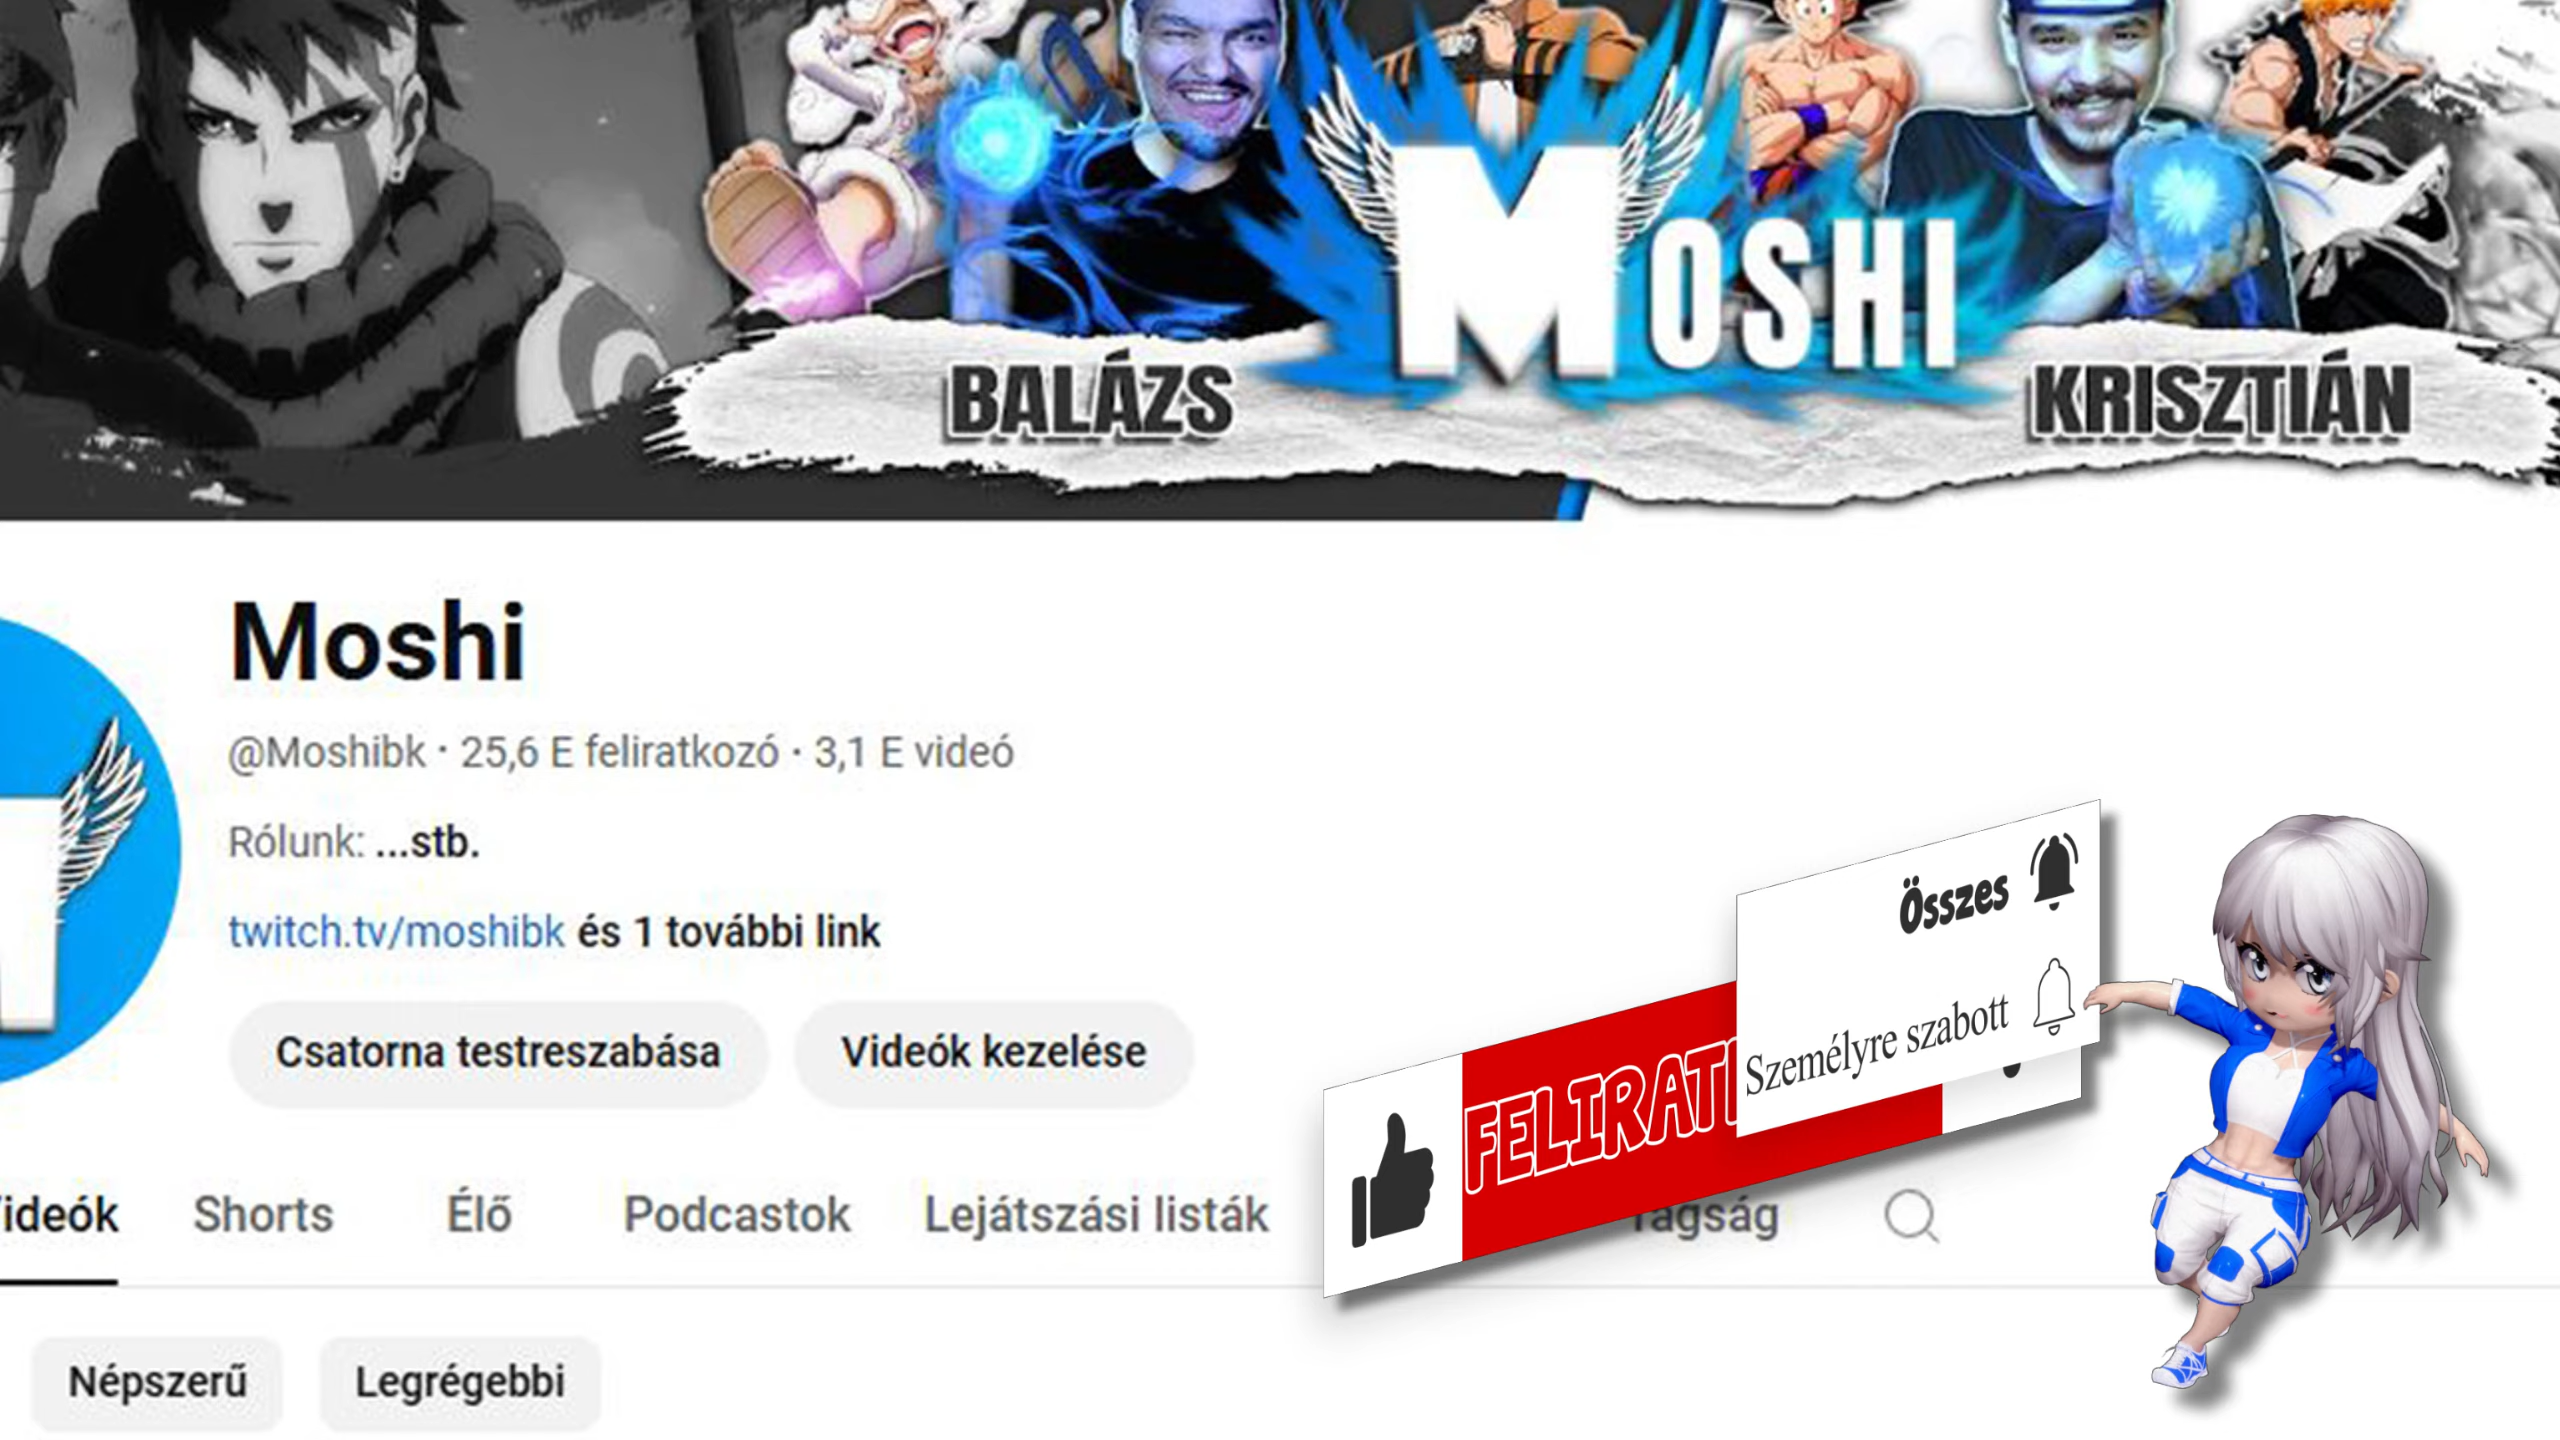 MOSHI
BALÁZS
KRISZTIÁN
Moshi
@Moshibk · 25,6 E feliratkozó · 3,1 E videó
Rólunk: ...stb.
twitch.tv/moshibk és 1 további link
Összes
Személyre szabott
Csatorna testreszabása
Videók kezelése
FELIRAT
ideók
Shorts
Élő
Podcastok
Lejátszási listák
Tagság
Népszerű
Legrégebbi